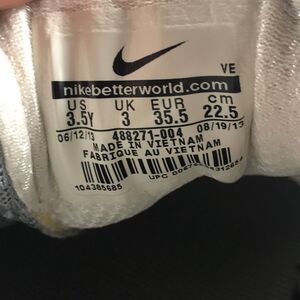 VE
nikebetterworld.com
US UK EUR cm
3.5Y 3 35.5 22.5
06/12/13 488271-004 08/19/13
MADE IN VIETNAM
FABRIQUE AU VIETNAM
104385685
UPC